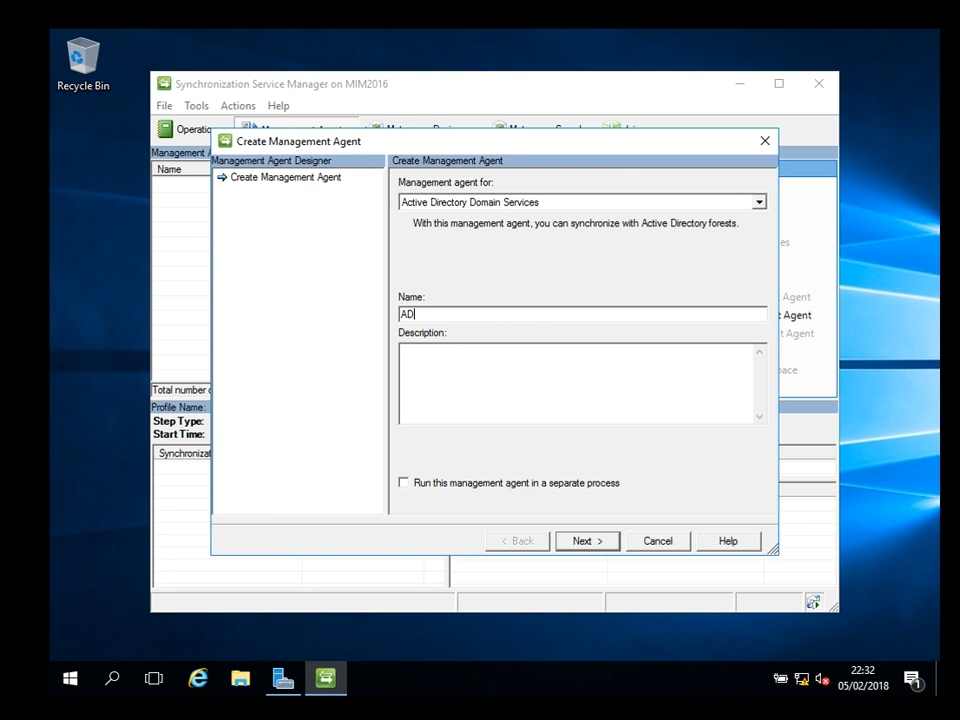 Recycle Bin
Synchronization Service Manager on MIM2016
File Tools Actions Help
Create Management Agent
Management Agent Designer
Create Management Agent
Name
Create Management Agent
Management agent for:
Active Directory Domain Services
With this management agent, you can synchronize with Active Directory forests.
Name:
AD
Agent
Agent
Agent
Description:
Total number
Profile Name:
Step Type:
Start Time:
Run this management agent in a separate process
< Back Next > Cancel Help
22:32
05/02/2018
1